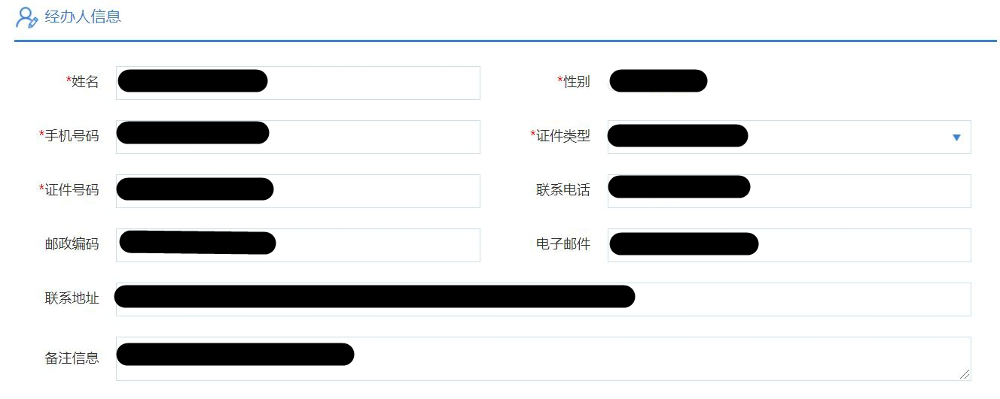 经办人信息
*姓名 *性别
*手机号码 *证件类型
*证件号码 联系电话
邮政编码 电子邮件
联系地址
备注信息